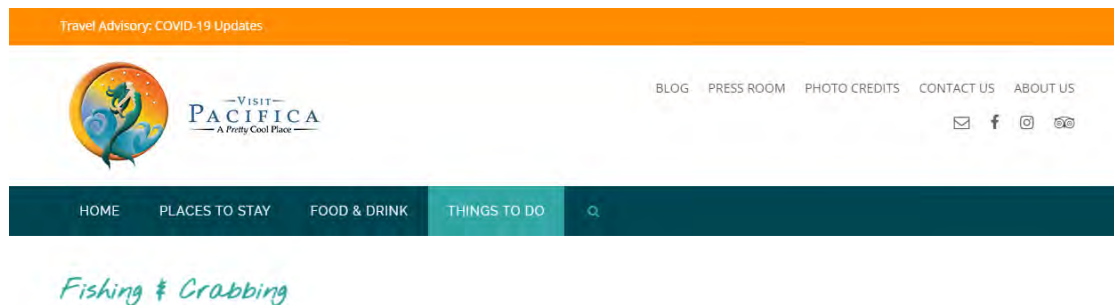 Travel Advisory: COVID-19 Updates
VISIT
PACIFICA
A Pretty Cool Place
BLOG PRESS ROOM PHOTO CREDITS CONTACT US ABOUT US
HOME PLACES TO STAY FOOD & DRINK THINGS TO DO
Fishing & Crabbing